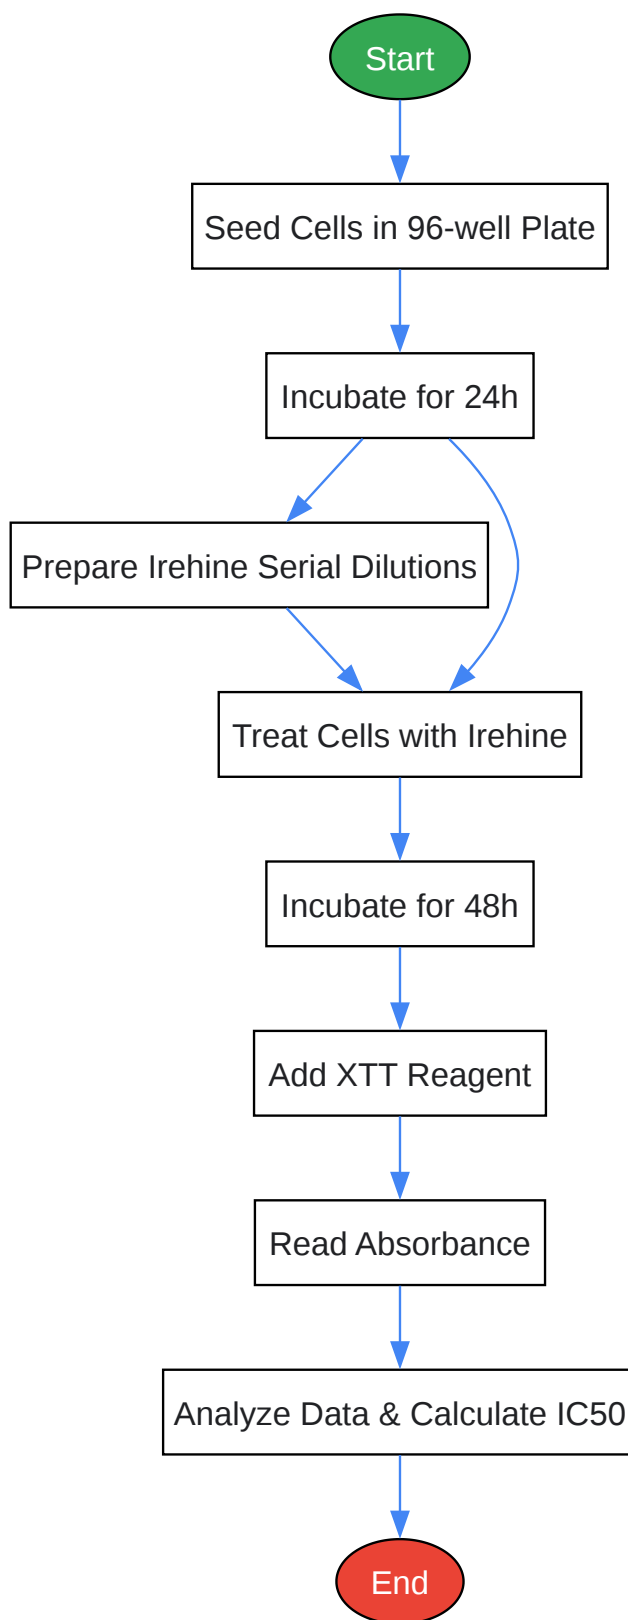 Start
Seed Cells in 96-well Plate
Incubate for 24h
Prepare Irehine Serial Dilutions
Treat Cells with Irehine
Incubate for 48h
Add XTT Reagent
Read Absorbance
Analyze Data & Calculate IC50
End